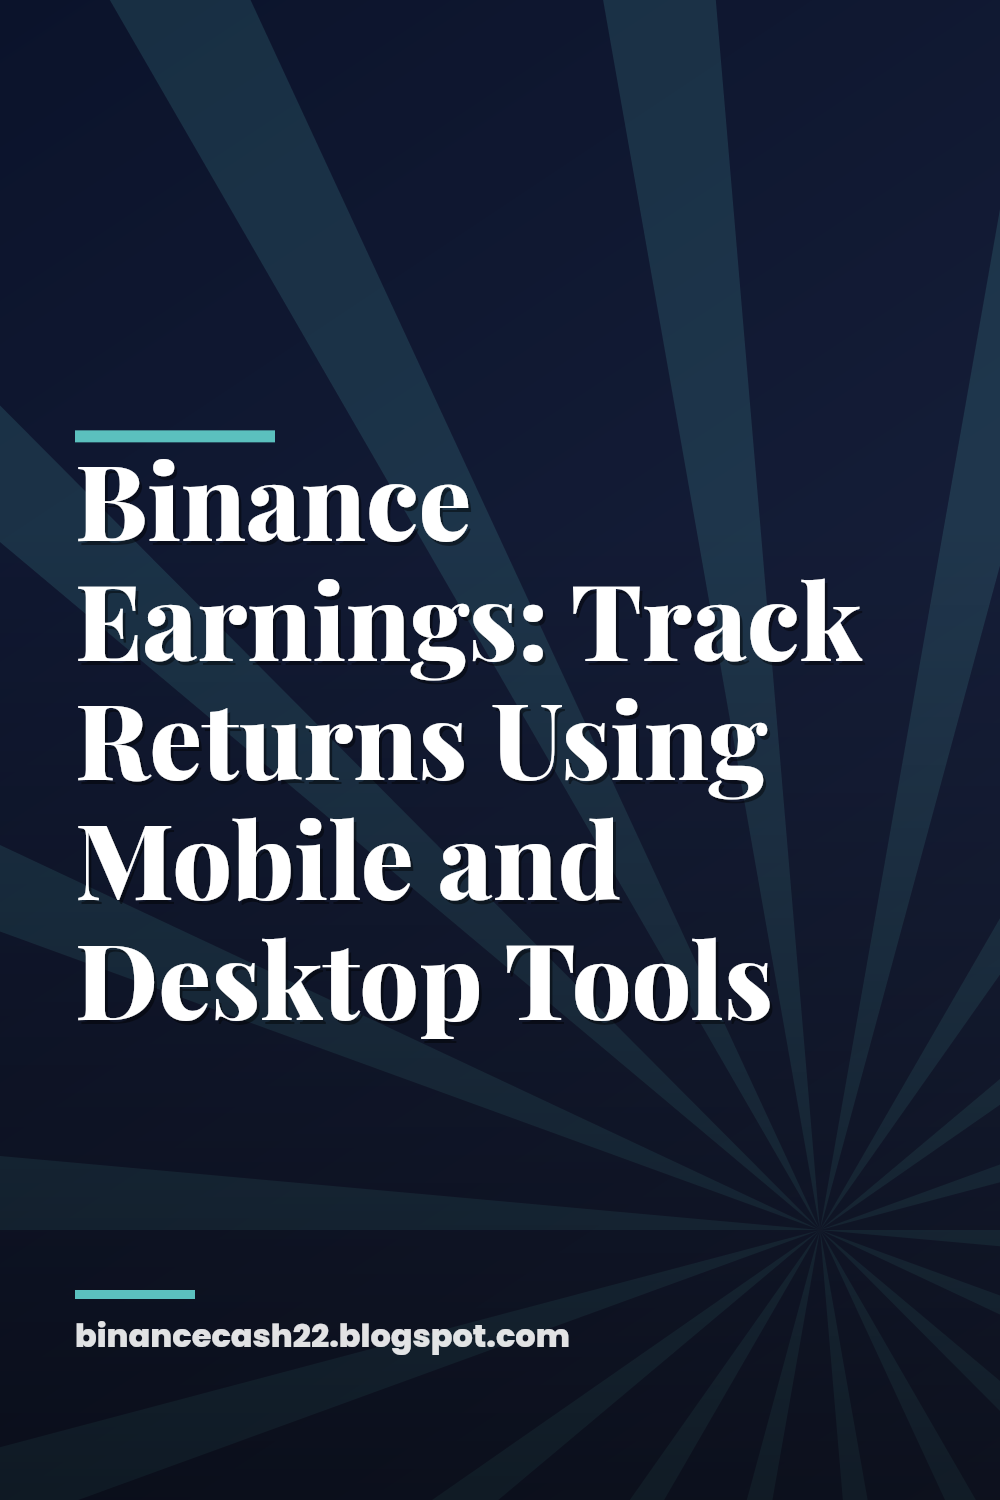 Binance
Earnings: Track
Returns Using
Mobile and
Desktop Tools
binancecash22.blogspot.com